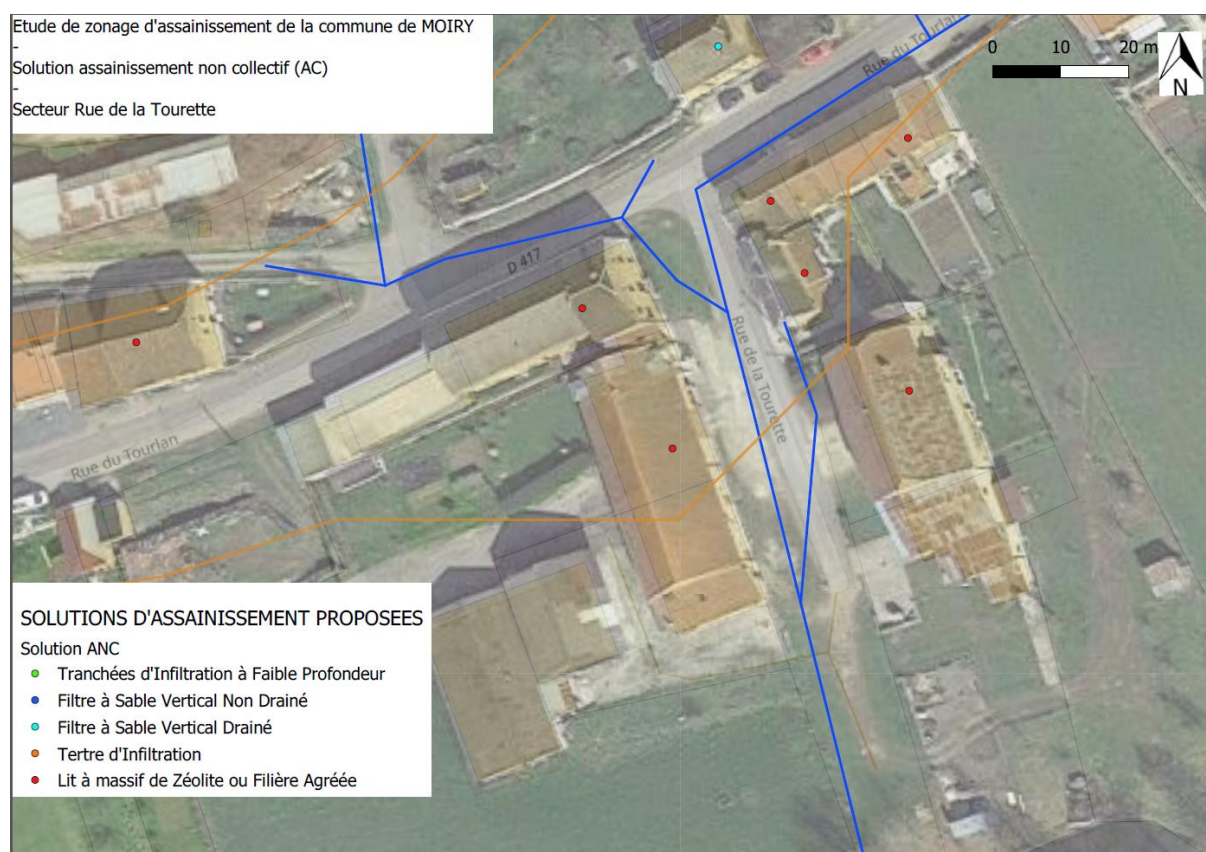 Etude de zonage d'assainissement de la commune de MOIRY
-
Solution assainissement non collectif (AC)
-
Secteur Rue de la Tourette
0 10 20 m
N
Rue du Tourlan
D 417
Rue de la Tourette
Rue du Tourlan
SOLUTIONS D'ASSAINISSEMENT PROPOSEES
Solution ANC
Tranchées d'Infiltration à Faible Profondeur
Filtre à Sable Vertical Non Drainé
Filtre à Sable Vertical Drainé
Tertre d'Infiltration
Lit à massif de Zéolite ou Filière Agréée